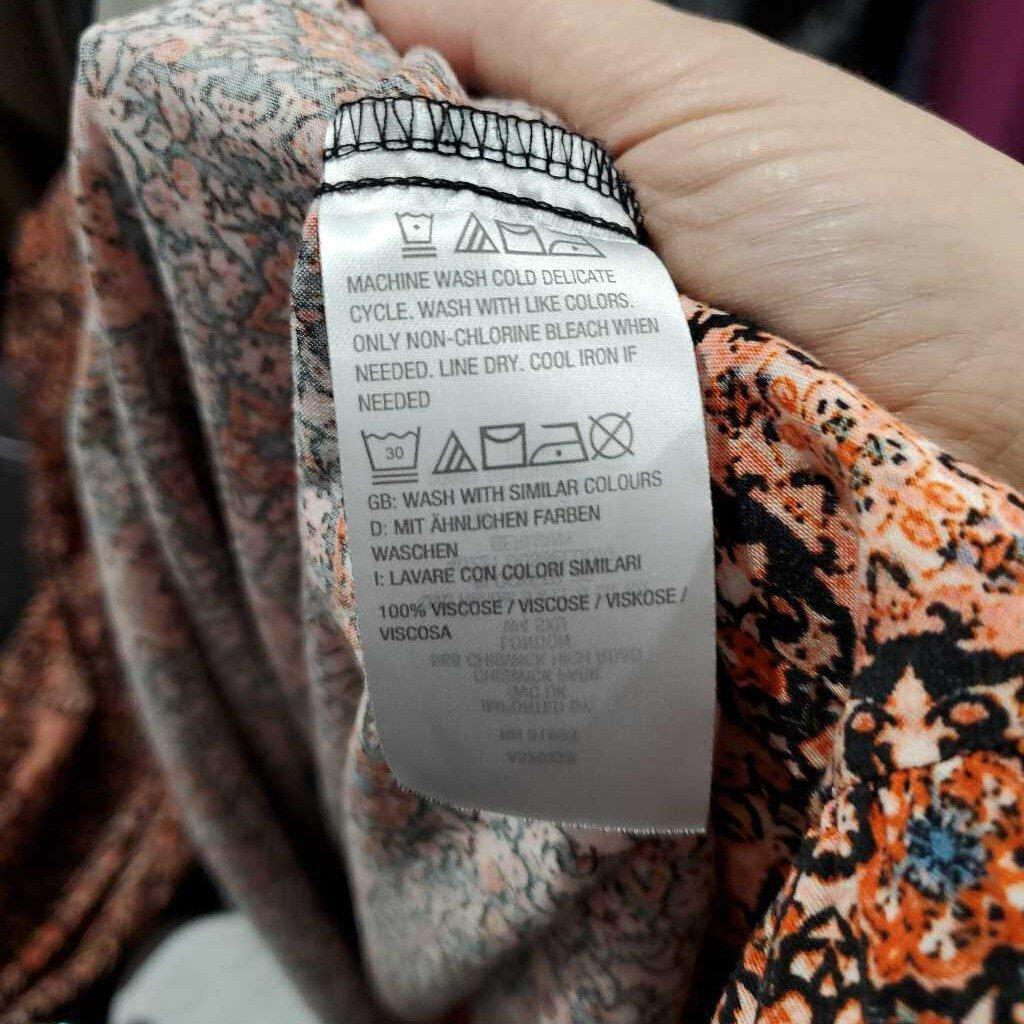 MACHINE WASH COLD DELICATE
CYCLE. WASH WITH LIKE COLORS.
ONLY NON-CHLORINE BLEACH WHEN
NEEDED. LINE DRY. COOL IRON IF
NEEDED
30
GB: WASH WITH SIMILAR COLOURS
D: MIT ÄHNLICHEN FARBEN
WASCHEN
I: LAVARE CON COLORI SIMILARI
100% VISCOSE / VISCOSE / VISKOSE /
VISCOSA